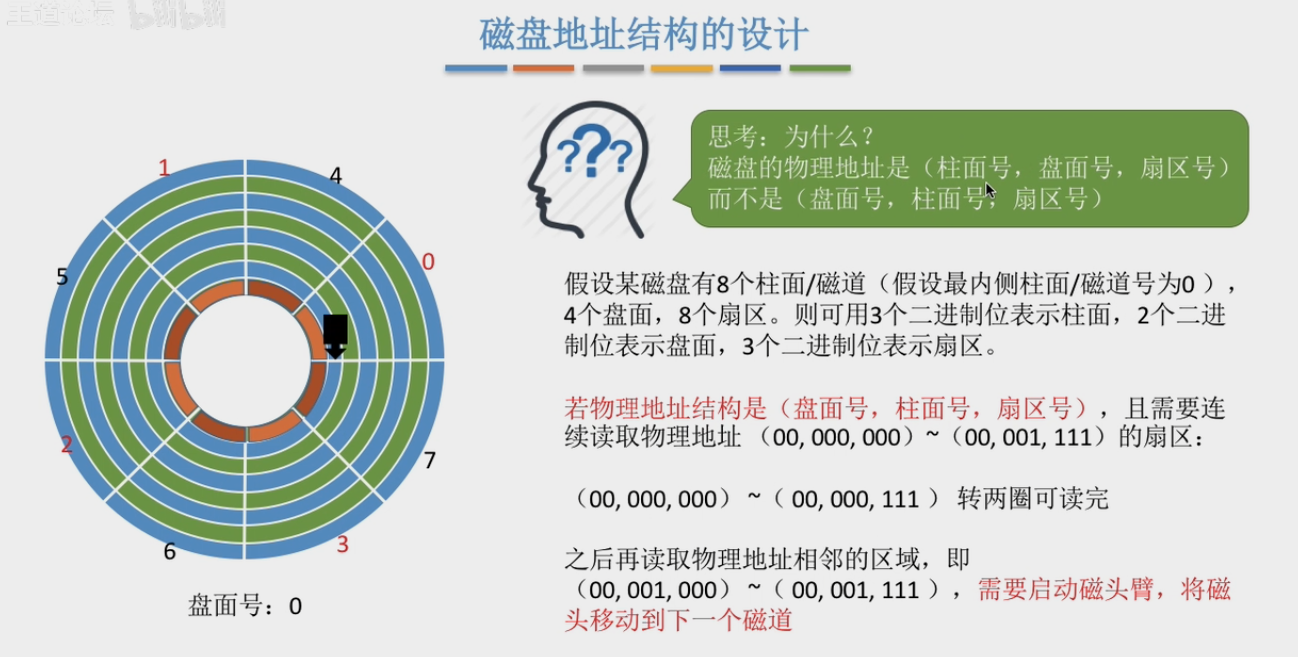 王道论坛 bilibili
磁盘地址结构的设计
思考：为什么？
磁盘的物理地址是（柱面号，盘面号，扇区号）
而不是（盘面号，柱面号，扇区号）
???
1
4
0
5
2
7
6
3
盘面号：0
假设某磁盘有8个柱面/磁道（假设最内侧柱面/磁道号为0 ），
4个盘面，8个扇区。则可用3个二进制位表示柱面，2个二进
制位表示盘面，3个二进制位表示扇区。
若物理地址结构是（盘面号，柱面号，扇区号），且需要连
续读取物理地址 （00, 000, 000）~（00, 001, 111）的扇区：
（00, 000, 000） ~（ 00, 000, 111 ） 转两圈可读完
之后再读取物理地址相邻的区域，即
（00, 001, 000） ~（ 00, 001, 111 ），需要启动磁头臂，将磁
头移动到下一个磁道